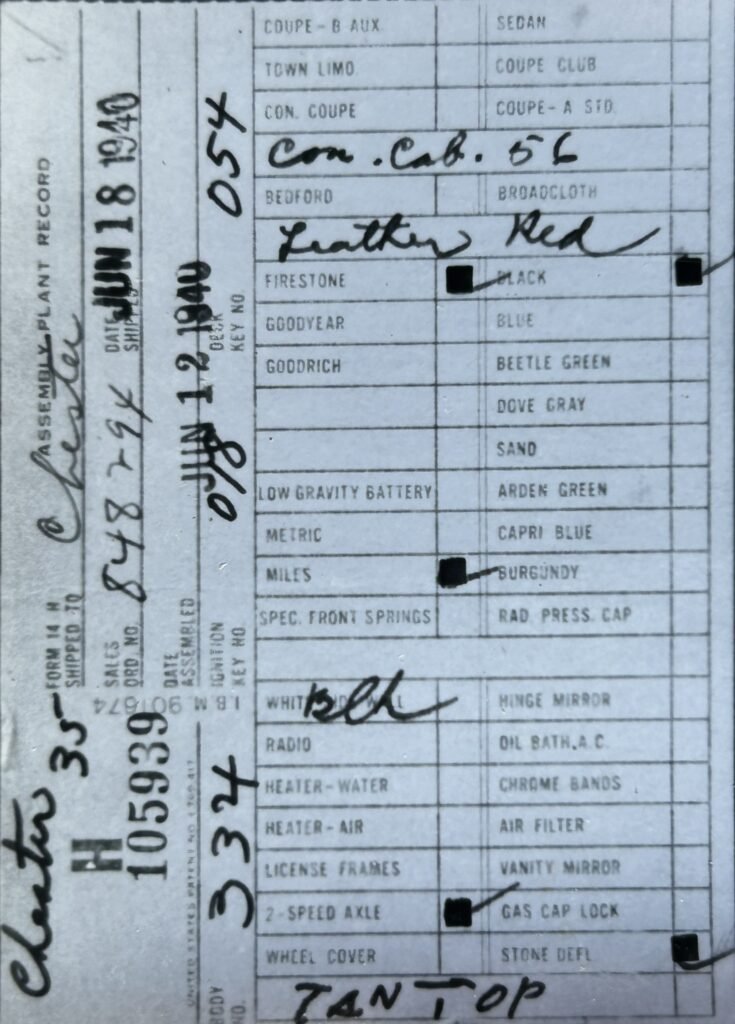 COUPE-B AUX. SEDAN
TOWN LIMO. COUPE CLUB
CON. COUPE COUPE-A STD.
Con. Cab. 56
BEDFORD BROADCLOTH
Leather Red
FIRESTONE BLACK
GOODYEAR BLUE
GOODRICH BEETLE GREEN
DOVE GRAY
SAND
LOW GRAVITY BATTERY ARDEN GREEN
METRIC CAPRI BLUE
MILES BURGUNDY
SPEC. FRONT SPRINGS RAD. PRESS. CAP
WHITE WALL HINGE MIRROR
Blk
RADIO OIL BATH A.C.
HEATER-WATER CHROME BANDS
HEATER-AIR AIR FILTER
LICENSE FRAMES VANITY MIRROR
2-SPEED AXLE GAS CAP LOCK
WHEEL COVER STONE DEFL.
TAN TOP
Chester 35
FORM 14 H ASSEMBLY PLANT RECORD
SHIPPED TO Chester
SALES ORD. NO. 848294 DATE SHIPPED JUN 18 1940
DATE ASSEMBLED JUN 12 1940
H
105939
I.B.M. 901674
UNITED STATES PATENT NO.
BODY NO. 334 IGNITION KEY NO. DECK KEY NO. 054